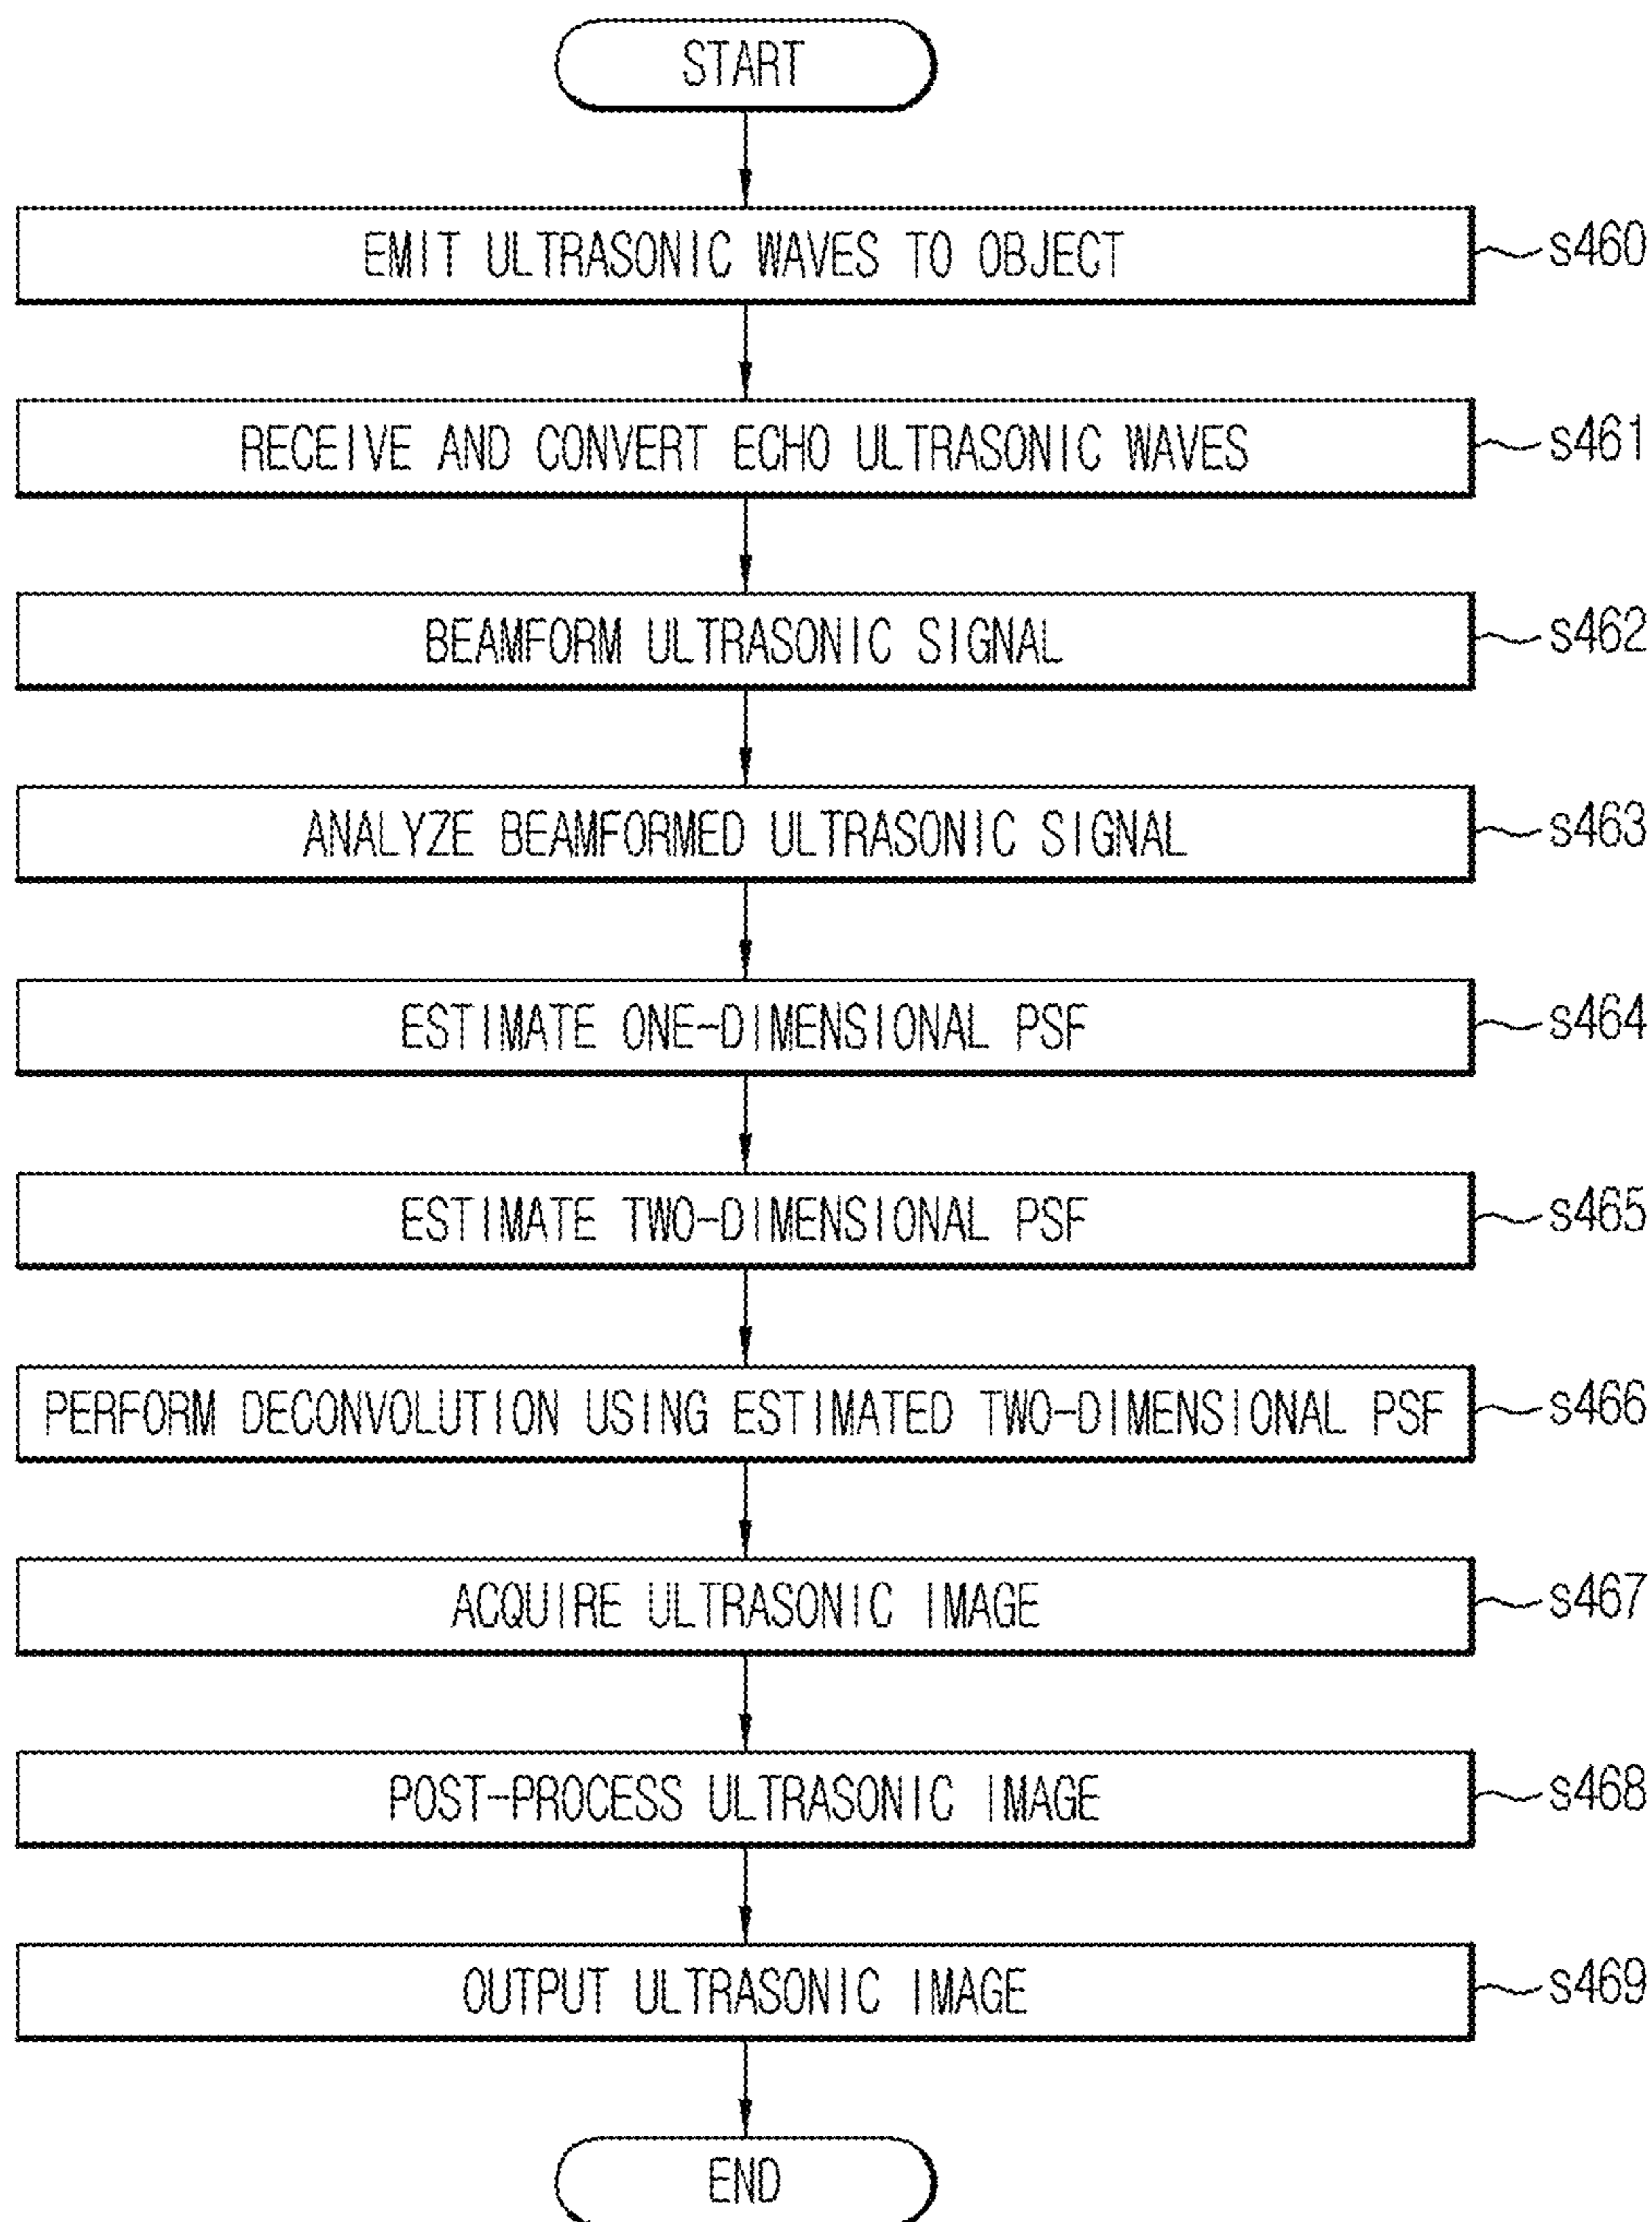 START
EMIT ULTRASONIC WAVES TO OBJECT
s460
RECEIVE AND CONVERT ECHO ULTRASONIC WAVES
s461
BEAMFORM ULTRASONIC SIGNAL
s462
ANALYZE BEAMFORMED ULTRASONIC SIGNAL
s463
ESTIMATE ONE-DIMENSIONAL PSF
s464
ESTIMATE TWO-DIMENSIONAL PSF
s465
PERFORM DECONVOLUTION USING ESTIMATED TWO-DIMENSIONAL PSF
s466
ACQUIRE ULTRASONIC IMAGE
s467
POST-PROCESS ULTRASONIC IMAGE
s468
OUTPUT ULTRASONIC IMAGE
s469
END